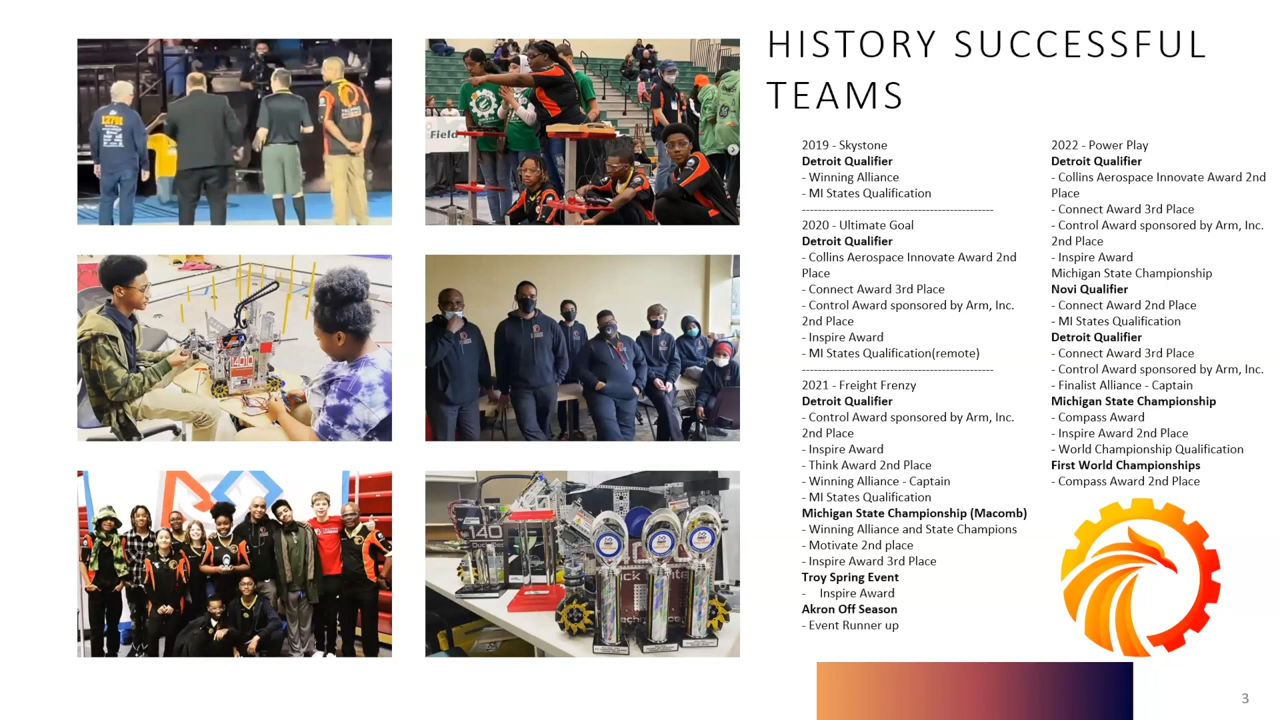 HISTORY SUCCESSFUL
TEAMS
2019 - Skystone
Detroit Qualifier
- Winning Alliance
- MI States Qualification
------------------------------------------------
2020 - Ultimate Goal
Detroit Qualifier
- Collins Aerospace Innovate Award 2nd
Place
- Connect Award 3rd Place
- Control Award sponsored by Arm, Inc.
2nd Place
- Inspire Award
- MI States Qualification(remote)
------------------------------------------------
2021 - Freight Frenzy
Detroit Qualifier
- Control Award sponsored by Arm, Inc.
2nd Place
- Inspire Award
- Think Award 2nd Place
- Winning Alliance - Captain
- MI States Qualification
Michigan State Championship (Macomb)
- Winning Alliance and State Champions
- Motivate 2nd place
- Inspire Award 3rd Place
Troy Spring Event
- Inspire Award
Akron Off Season
- Event Runner up
2022 - Power Play
Detroit Qualifier
- Collins Aerospace Innovate Award 2nd
Place
- Connect Award 3rd Place
- Control Award sponsored by Arm, Inc.
2nd Place
- Inspire Award
Michigan State Championship
Novi Qualifier
- Connect Award 2nd Place
- MI States Qualification
Detroit Qualifier
- Connect Award 3rd Place
- Control Award sponsored by Arm, Inc.
- Finalist Alliance - Captain
Michigan State Championship
- Compass Award
- Inspire Award 2nd Place
- World Championship Qualification
First World Championships
- Compass Award 2nd Place
Field
14010
140
3